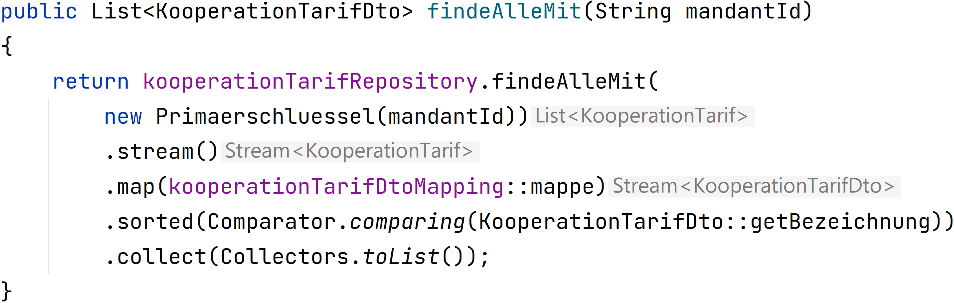 public List<KooperationTarifDto> findeAlleMit(String mandantId)
{
    return kooperationTarifRepository.findeAlleMit(
        new Primaerschluessel(mandantId)) List<KooperationTarif>
        .stream() Stream<KooperationTarif>
        .map(kooperationTarifDtoMapping::mappe) Stream<KooperationTarifDto>
        .sorted(Comparator.comparing(KooperationTarifDto::getBezeichnung))
        .collect(Collectors.toList());
}